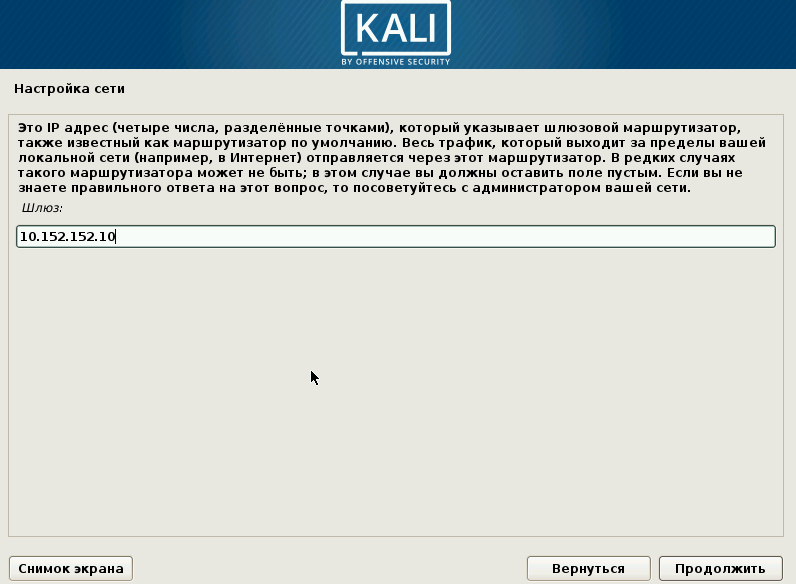 KALI
BY OFFENSIVE SECURITY
Настройка сети
Это IP адрес (четыре числа, разделённые точками), который указывает шлюзовой маршрутизатор,
также известный как маршрутизатор по умолчанию. Весь трафик, который выходит за пределы вашей
локальной сети (например, в Интернет) отправляется через этот маршрутизатор. В редких случаях
такого маршрутизатора может не быть; в этом случае вы должны оставить поле пустым. Если вы не
знаете правильного ответа на этот вопрос, то посоветуйтесь с администратором вашей сети.
Шлюз:
10.152.152.10
Снимок экрана
Вернуться
Продолжить